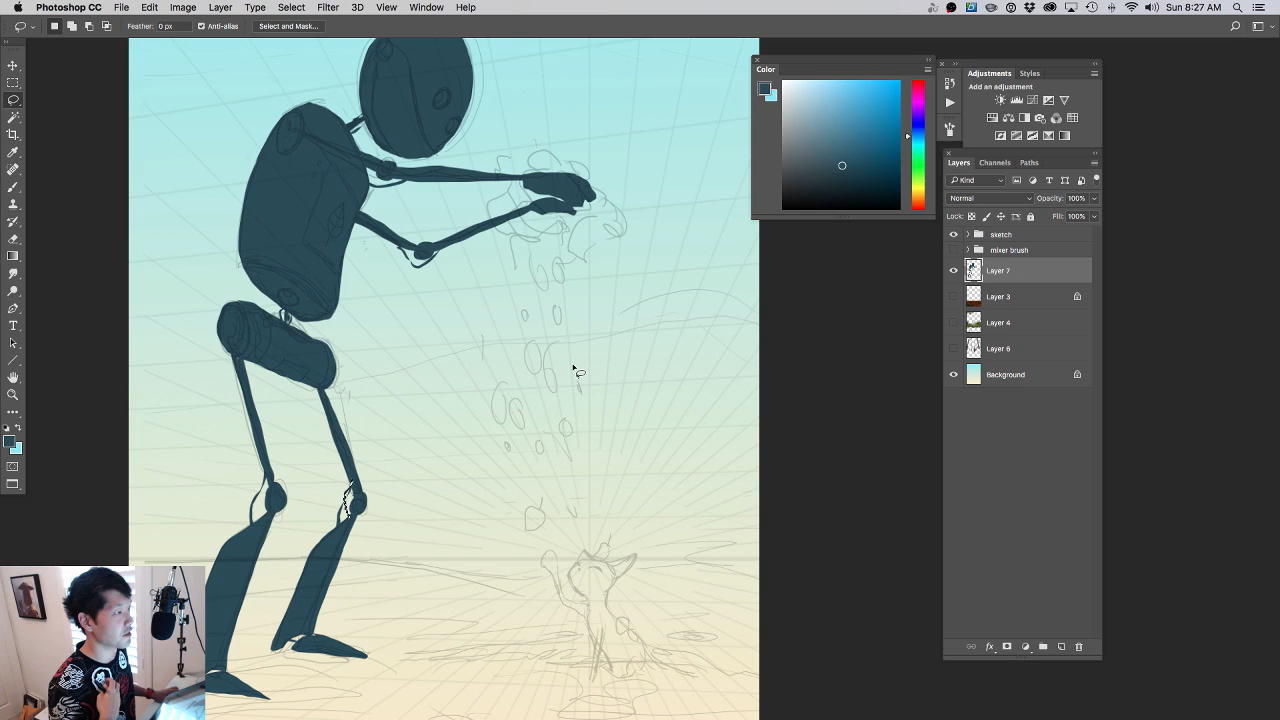 Photoshop CC File Edit Image Layer Type Select Filter 3D View Window Help Sun 8:27 AM
Feather: 0 px Anti-alias Select and Mask...
Color
Adjustments Styles
Add an adjustment
Layers Channels Paths
Kind
Normal Opacity: 100%
Lock: Fill: 100%
sketch
mixer brush
Layer 7
Layer 3
Layer 4
Layer 6
Background
fx